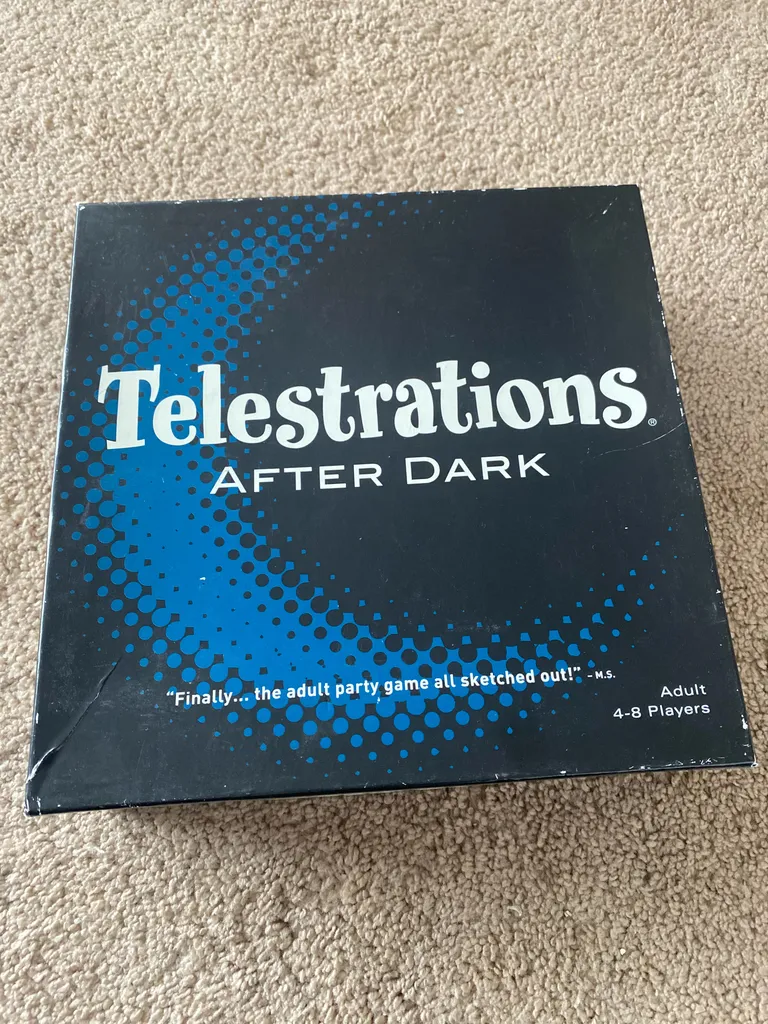 Telestrations®
AFTER DARK
“Finally... the adult party game all sketched out!” - M.S.
Adult
4-8 Players